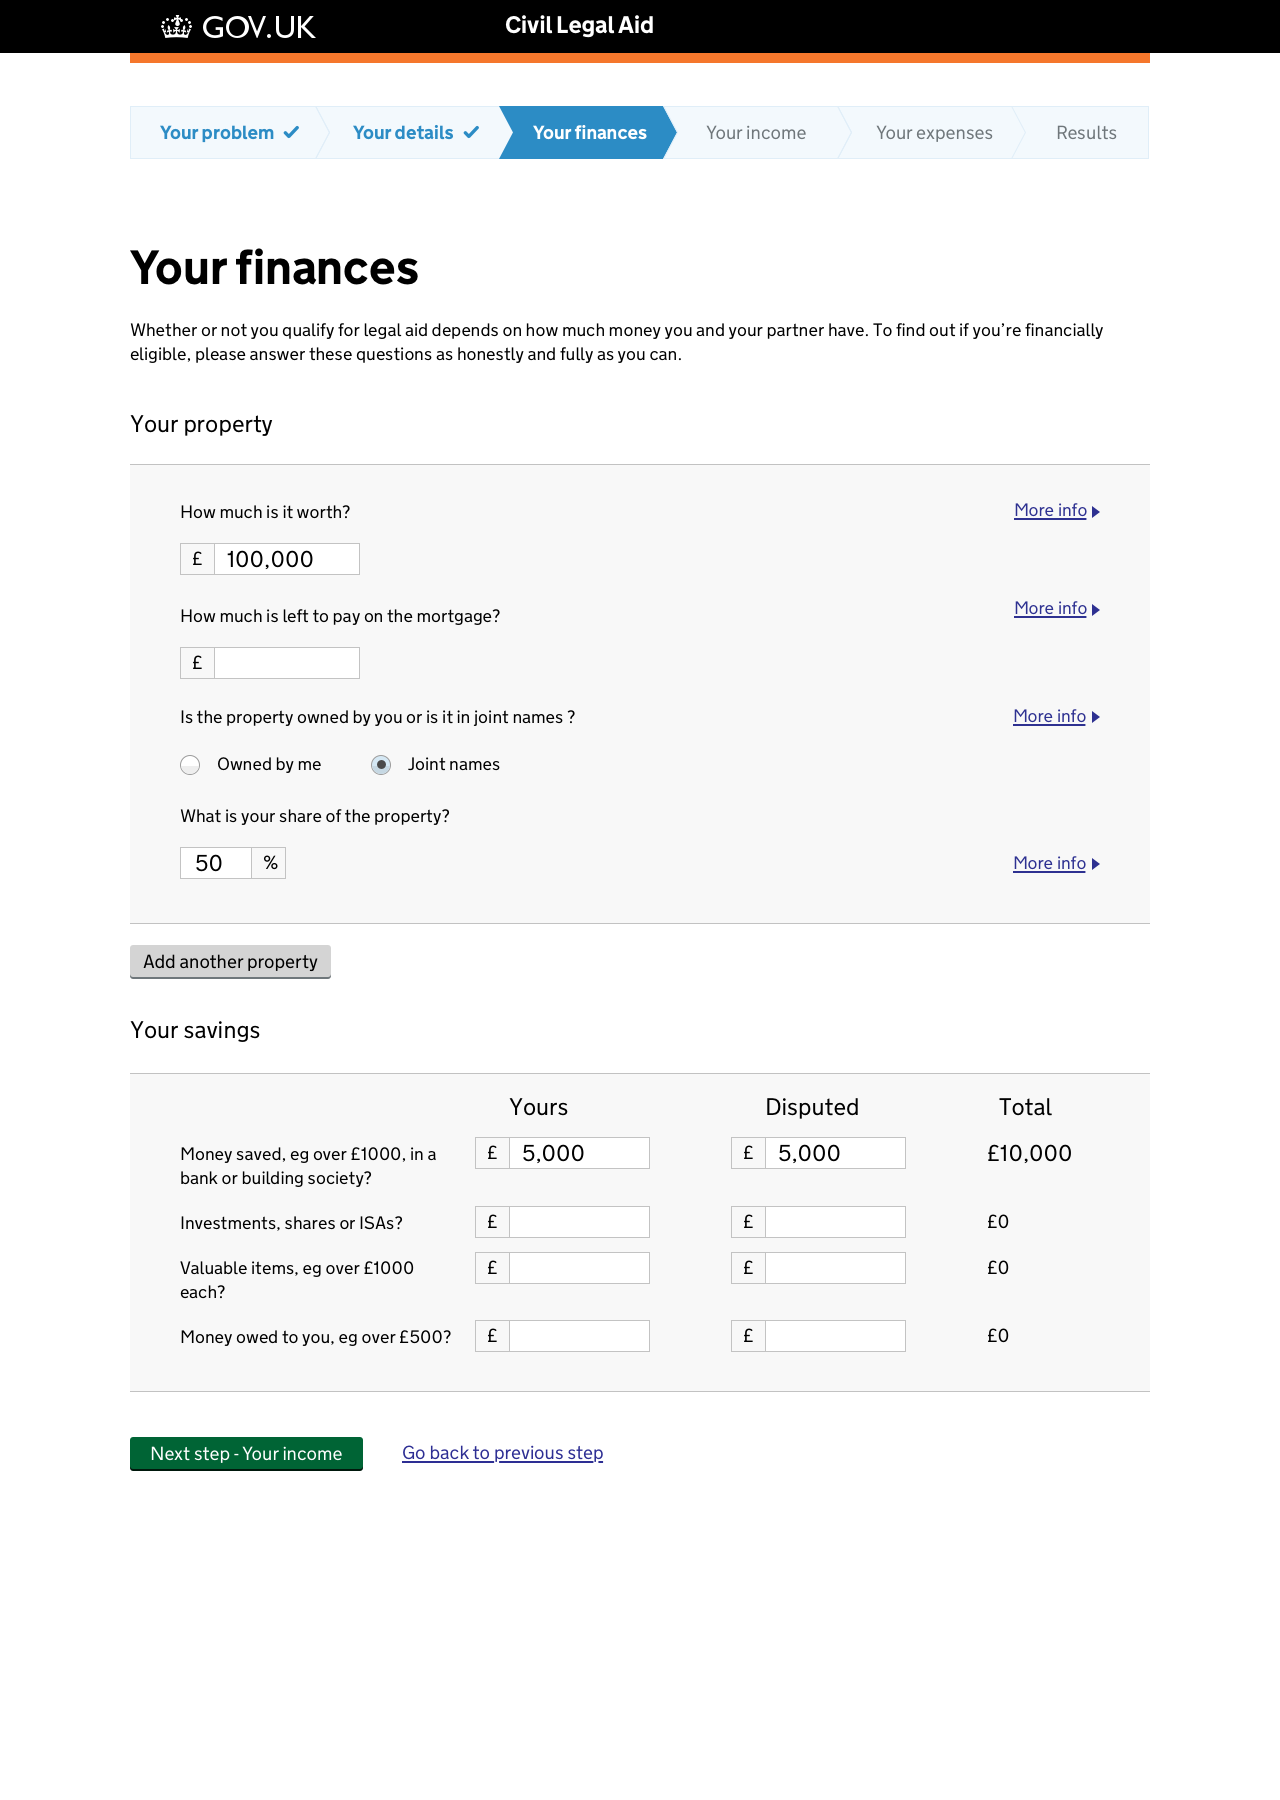 GOV.UK
Civil Legal Aid
Your problem
Your details
Your finances
Your income
Your expenses
Results
Your finances
Whether or not you qualify for legal aid depends on how much money you and your partner have. To find out if you’re financially
eligible, please answer these questions as honestly and fully as you can.
Your property
How much is it worth?
More info
£ 100,000
How much is left to pay on the mortgage?
More info
£
Is the property owned by you or is it in joint names ?
More info
Owned by me
Joint names
What is your share of the property?
50 %
More info
Add another property
Your savings
Yours Disputed Total
Money saved, eg over £1000, in a
bank or building society?
£ 5,000 £ 5,000 £10,000
Investments, shares or ISAs?
£ £ £0
Valuable items, eg over £1000
each?
£ £ £0
Money owed to you, eg over £500?
£ £ £0
Next step - Your income
Go back to previous step